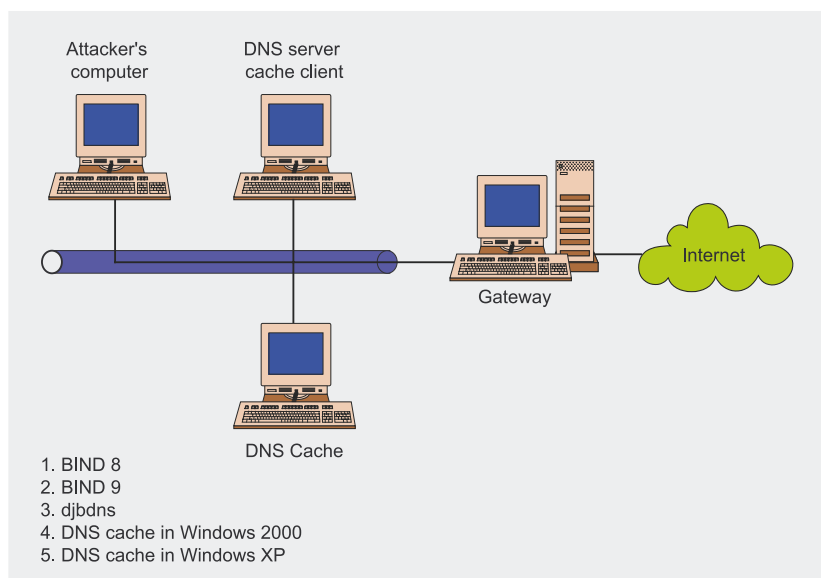 Attacker's
computer
DNS server
cache client
Internet
Gateway
DNS Cache
1. BIND 8
2. BIND 9
3. djbdns
4. DNS cache in Windows 2000
5. DNS cache in Windows XP